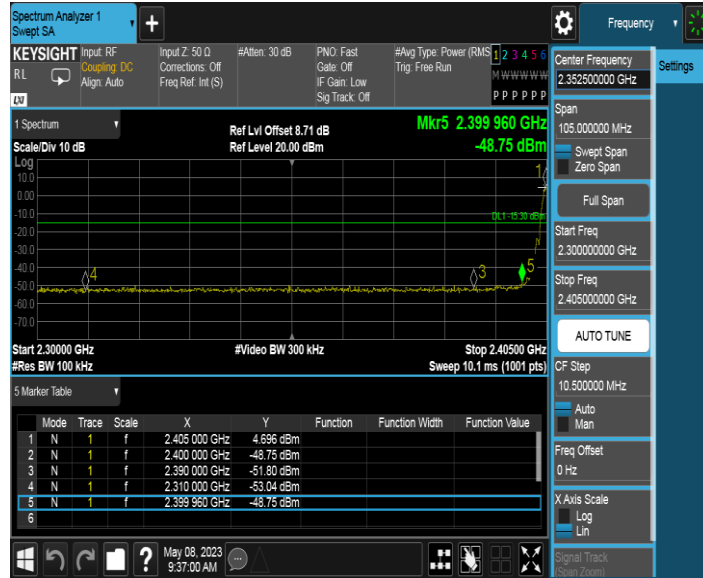 Spectrum Analyzer 1
Swept SA
+
Frequency
KEYSIGHT
Input: RF
Coupling: DC
Align: Auto
Input Z: 50 Ω
Corrections: Off
Freq Ref: Int (S)
#Atten: 30 dB
PNO: Fast
Gate: Off
IF Gain: Low
Sig Track: Off
#Avg Type: Power (RMS
Trig: Free Run
1 2 3 4 5 6
M W W W W W
P P P P P P
R L
LXI
Settings
Center Frequency
2.352500000 GHz
Span
105.000000 MHz
Swept Span
Zero Span
Full Span
Start Freq
2.300000000 GHz
Stop Freq
2.405000000 GHz
AUTO TUNE
CF Step
10.500000 MHz
Auto
Man
Freq Offset
0 Hz
X Axis Scale
Log
Lin
Signal Track
(Span Zoom)
1 Spectrum
Scale/Div 10 dB
Ref Lvl Offset 8.71 dB
Ref Level 20.00 dBm
Mkr5 2.399 960 GHz
-48.75 dBm
Log
10.0
0.00
-10.0
-20.0
-30.0
-40.0
-50.0
-60.0
-70.0
1
DL1 -15.30 dBm
4
3
5
Start 2.30000 GHz
#Res BW 100 kHz
#Video BW 300 kHz
Stop 2.40500 GHz
Sweep 10.1 ms (1001 pts)
5 Marker Table
Mode Trace Scale X Y Function Function Width Function Value
1 N 1 f 2.405 000 GHz 4.696 dBm
2 N 1 f 2.400 000 GHz -48.75 dBm
3 N 1 f 2.390 000 GHz -51.80 dBm
4 N 1 f 2.310 000 GHz -53.04 dBm
5 N 1 f 2.399 960 GHz -48.75 dBm
6
?
May 08, 2023
9:37:00 AM